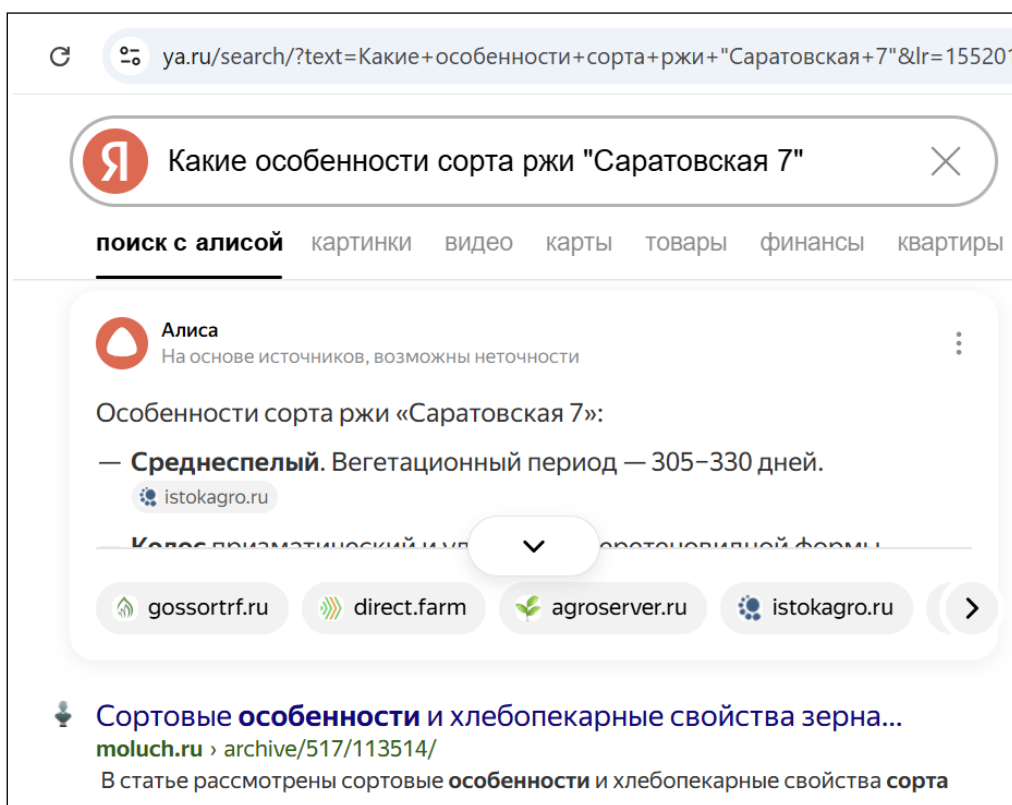 ya.ru/search/?text=Какие+особенности+сорта+ржи+"Саратовская+7"&lr=15520
Я Какие особенности сорта ржи "Саратовская 7"
поиск с алисой картинки видео карты товары финансы квартиры
Алиса
На основе источников, возможны неточности
Особенности сорта ржи «Саратовская 7»:
— Среднеспелый. Вегетационный период — 305–330 дней.
istokagro.ru
— Колос призматический и
gossortrf.ru direct.farm agroserver.ru istokagro.ru
Сортовые особенности и хлебопекарные свойства зерна...
moluch.ru › archive/517/113514/
В статье рассмотрены сортовые особенности и хлебопекарные свойства сорта